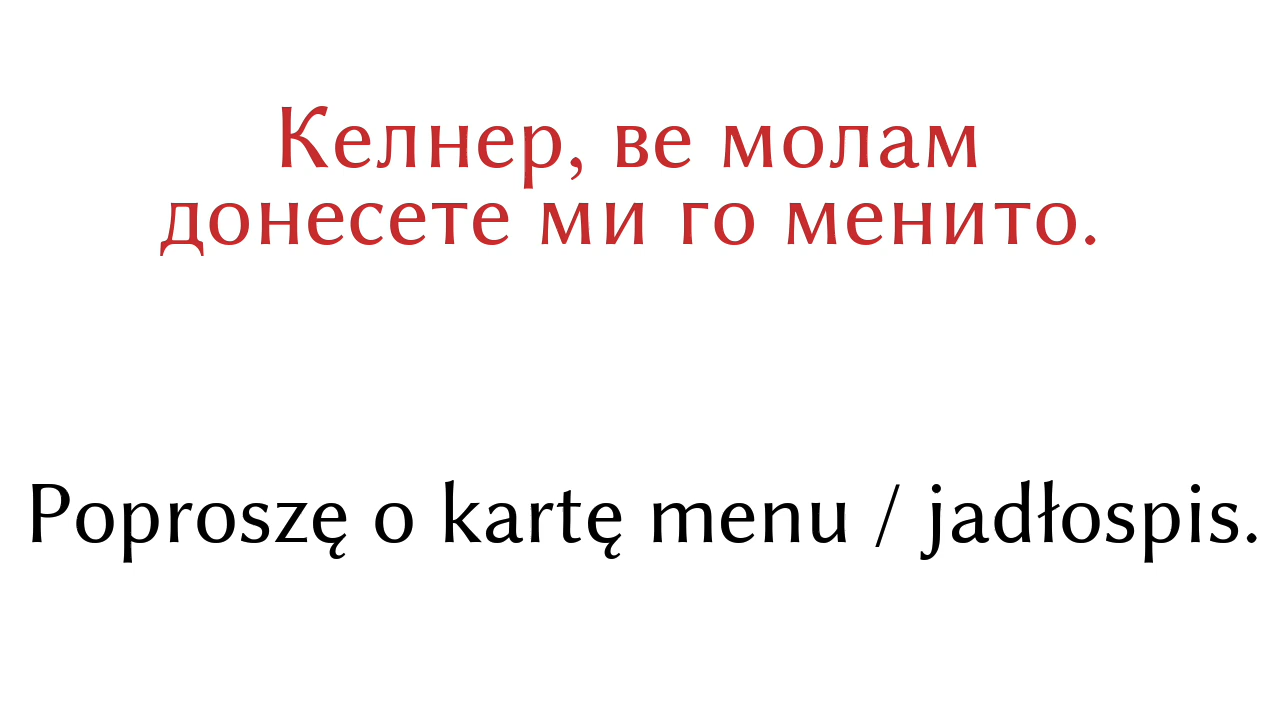 Келнер, ве молам
донесете ми го менито.
Poproszę o kartę menu / jadłospis.